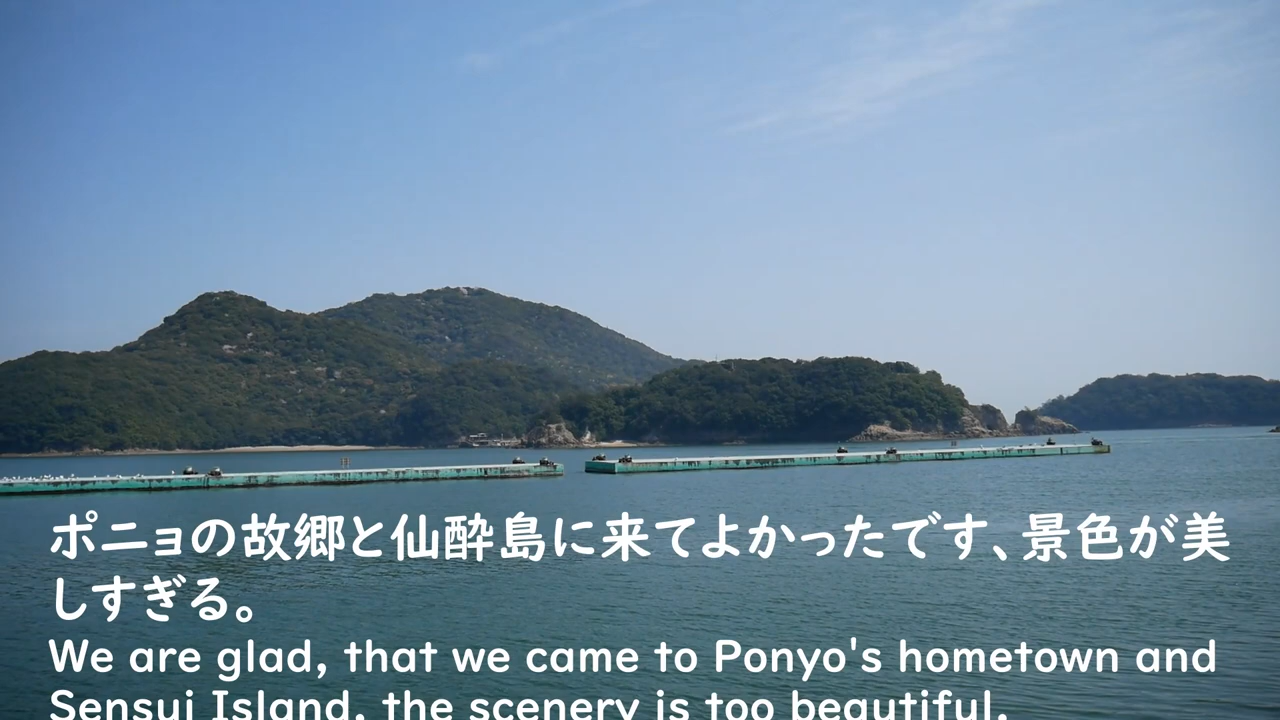 ポニョの故郷と仙酔島に来てよかったです、景色が美
しすぎる。
We are glad, that we came to Ponyo's hometown and
Sensui Island, the scenery is too beautiful.